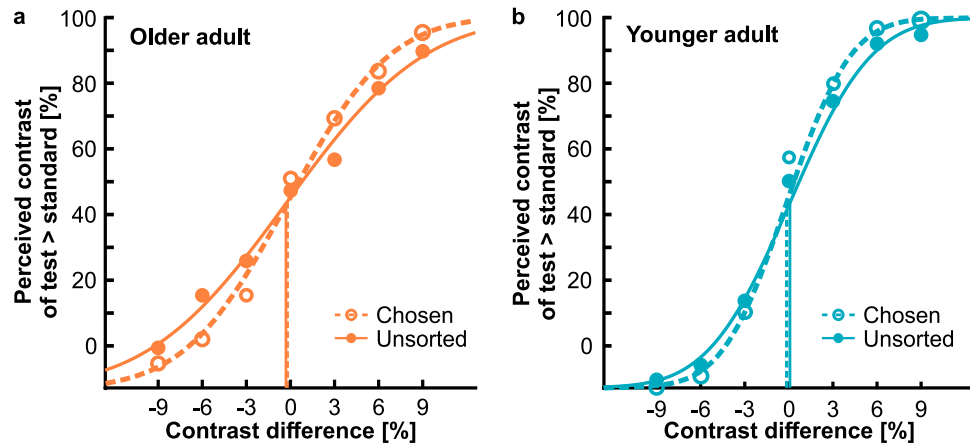 a
Older adult
Perceived contrast
of test > standard [%]
100
80
60
40
20
0
-9 -6 -3 0 3 6 9
Contrast difference [%]
Chosen
Unsorted
b
Younger adult
Perceived contrast
of test > standard [%]
100
80
60
40
20
0
-9 -6 -3 0 3 6 9
Contrast difference [%]
Chosen
Unsorted